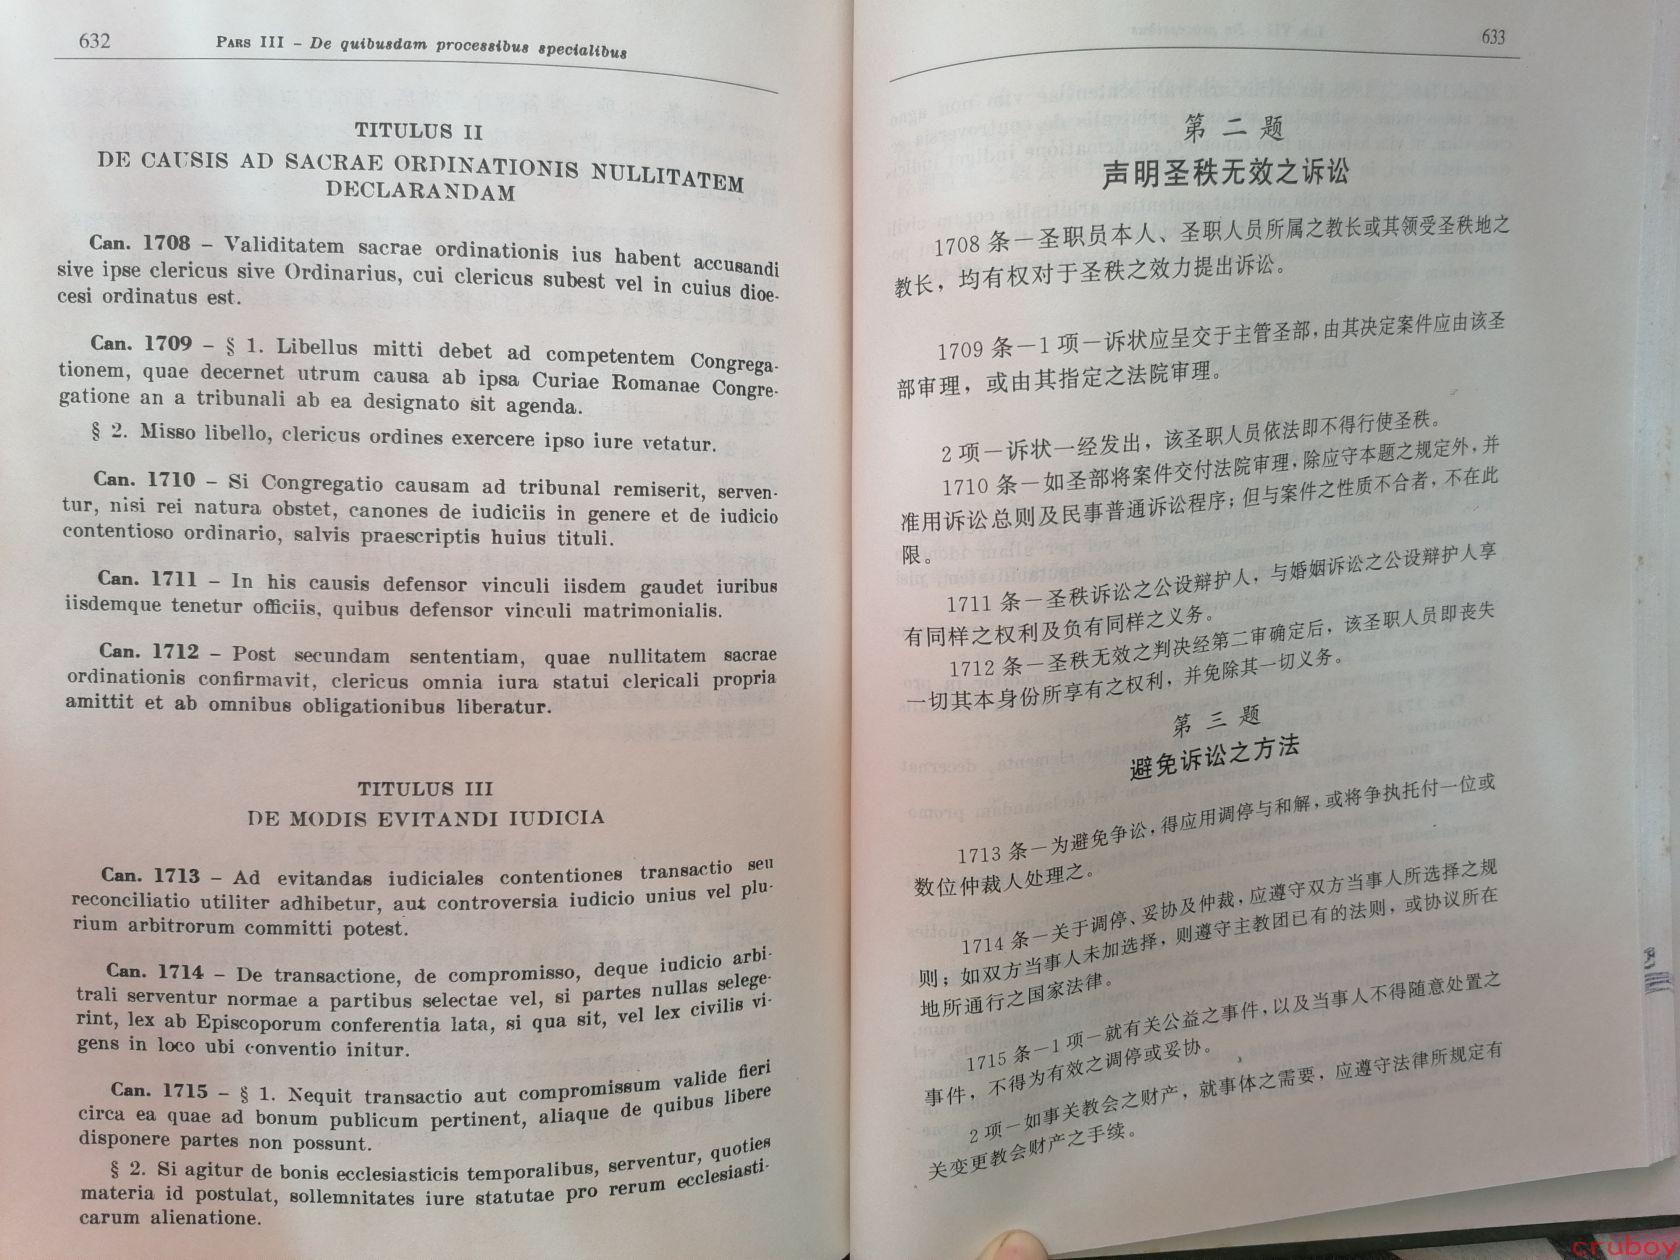 632
PARS III – De quibusdam processibus specialibus
TITULUS II
DE CAUSIS AD SACRAE ORDINATIONIS NULLITATEM
DECLARANDAM
Can. 1708 – Validitatem sacrae ordinationis ius habent accusandi
sive ipse clericus sive Ordinarius, cui clericus subest vel in cuius dioe-
cesi ordinatus est.
Can. 1709 – § 1. Libellus mitti debet ad competentem Congrega-
tionem, quae decernet utrum causa ab ipsa Curiae Romanae Congre-
gatione an a tribunali ab ea designato sit agenda.
§ 2. Misso libello, clericus ordines exercere ipso iure vetatur.
Can. 1710 – Si Congregatio causam ad tribunal remiserit, serven-
tur, nisi rei natura obstet, canones de iudiciis in genere et de iudicio
contentioso ordinario, salvis praescriptis huius tituli.
Can. 1711 – In his causis defensor vinculi iisdem gaudet iuribus
iisdemque tenetur officiis, quibus defensor vinculi matrimonialis.
Can. 1712 – Post secundam sententiam, quae nullitatem sacrae
ordinationis confirmavit, clericus omnia iura statui clericali propria
amittit et ab omnibus obligationibus liberatur.
TITULUS III
DE MODIS EVITANDI IUDICIA
Can. 1713 – Ad evitandas iudiciales contentiones transactio seu
reconciliatio utiliter adhibetur, aut controversia iudicio unius vel plu-
rium arbitrorum committi potest.
Can. 1714 – De transactione, de compromisso, deque iudicio arbi-
trali serventur normae a partibus selectae vel, si partes nullas selege-
rint, lex ab Episcoporum conferentia lata, si qua sit, vel lex civilis vi-
gens in loco ubi conventio initur.
Can. 1715 – § 1. Nequit transactio aut compromissum valide fieri
circa ea quae ad bonum publicum pertinent, aliaque de quibus libere
disponere partes non possunt.
§ 2. Si agitur de bonis ecclesiasticis temporalibus, serventur, quoties
materia id postulat, sollemnitates iure statutae pro rerum ecclesiasti-
carum alienatione.
633
第二题
声明圣秩无效之诉讼
1708 条－圣职员本人、圣职人员所属之教长或其领受圣秩地之
教长，均有权对于圣秩之效力提出诉讼。
1709 条－1 项－诉状应呈交于主管圣部，由其决定案件应由该圣
部审理，或由其指定之法院审理。
2 项－诉状一经发出，该圣职人员依法即不得行使圣秩。
1710 条－如圣部将案件交付法院审理，除应守本题之规定外，并
准用诉讼总则及民事普通诉讼程序；但与案件之性质不合者，不在此
限。
1711 条－圣秩诉讼之公设辩护人，与婚姻诉讼之公设辩护人享
有同样之权利及负有同样之义务。
1712 条－圣秩无效之判决经第二审确定后，该圣职人员即丧失
一切其本身份所享有之权利，并免除其一切义务。
第三题
避免诉讼之方法
1713 条－为避免争讼，得应用调停与和解，或将争执托付一位或
数位仲裁人处理之。
1714 条－关于调停、妥协及仲裁，应遵守双方当事人所选择之规
则；如双方当事人未加选择，则遵守主教团已有的法则，或协议所在
地所通行之国家法律。
1715 条－1 项－就有关公益之事件，以及当事人不得随意处置之
事件，不得为有效之调停或妥协。
2 项－如事关教会之财产，就事体之需要，应遵守法律所规定有
关变更教会财产之手续。
cruboy